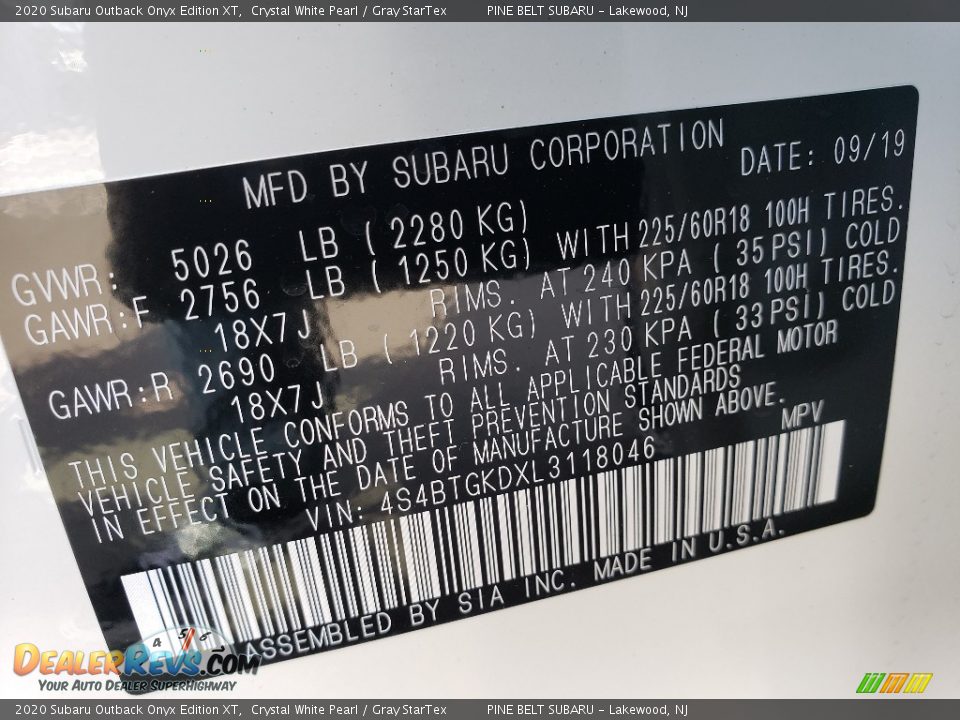 2020 Subaru Outback Onyx Edition XT, Crystal White Pearl / Gray StarTex PINE BELT SUBARU - Lakewood, NJ
MFD BY SUBARU CORPORATION DATE: 09/19
GVWR: 5026 LB (2280 KG)
GAWR:F 2756 LB (1250 KG) WITH 225/60R18 100H TIRES.
18X7J RIMS. AT 240 KPA (35 PSI) COLD
GAWR:R 2690 LB (1220 KG) WITH 225/60R18 100H TIRES.
18X7J RIMS. AT 230 KPA (33 PSI) COLD
THIS VEHICLE CONFORMS TO ALL APPLICABLE FEDERAL MOTOR
VEHICLE SAFETY AND THEFT PREVENTION STANDARDS
IN EFFECT ON THE DATE OF MANUFACTURE SHOWN ABOVE.
VIN: 4S4BTGKDXL3118046 MPV
ASSEMBLED BY SIA INC. MADE IN U.S.A.
4 5 6
DEALERREVS.COM
YOUR AUTO DEALER SUPERHIGHWAY
2020 Subaru Outback Onyx Edition XT, Crystal White Pearl / Gray StarTex PINE BELT SUBARU - Lakewood, NJ